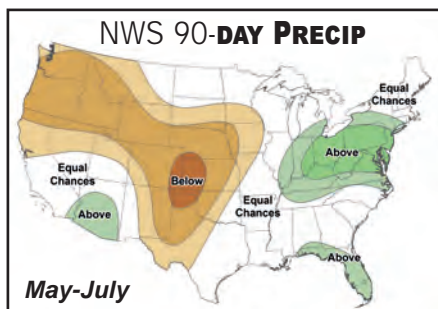 NWS 90-DAY PRECIP
Equal
Chances
Above
Equal
Chances
Below
Equal
Chances
Above
Above
May-July